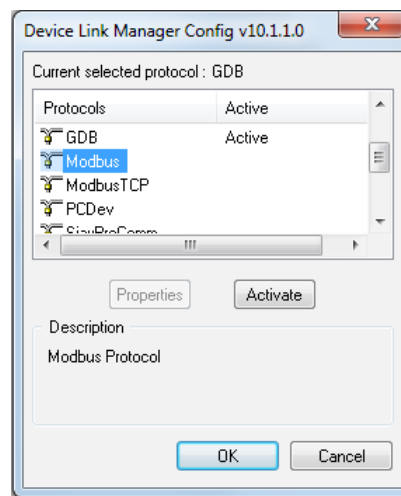 Device Link Manager Config v10.1.1.0
Current selected protocol : GDB
Protocols Active
GDB Active
Modbus
ModbusTCP
PCDev
Properties Activate
Description
Modbus Protocol
OK Cancel